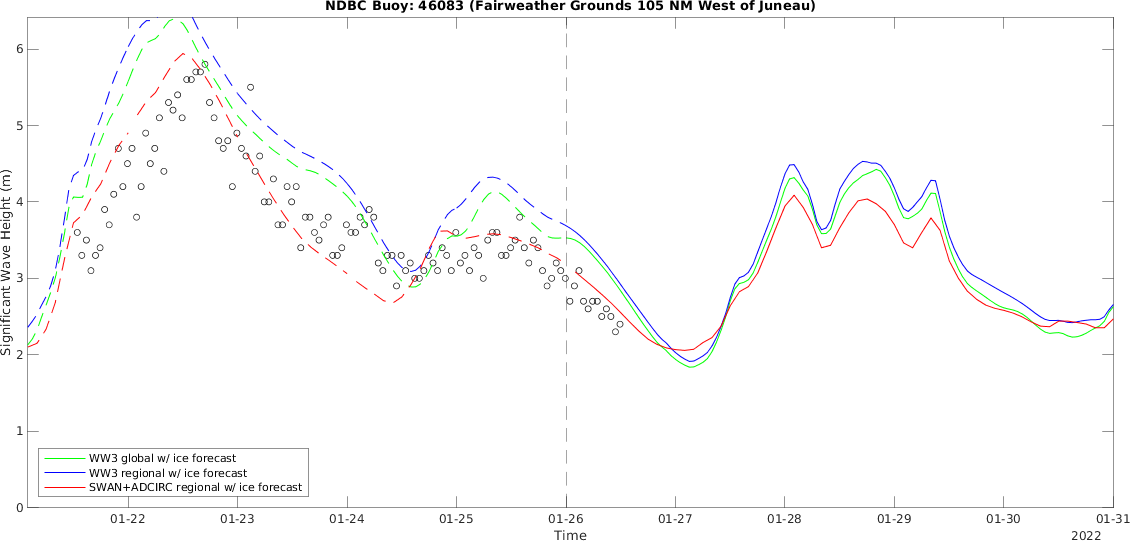 NDBC Buoy: 46083 (Fairweather Grounds 105 NM West of Juneau)
Significant Wave Height (m)
6
5
4
3
2
1
0
WW3 global w/ ice forecast
WW3 regional w/ ice forecast
SWAN+ADCIRC regional w/ ice forecast
01-22 01-23 01-24 01-25 01-26 01-27 01-28 01-29 01-30 01-31
Time
2022